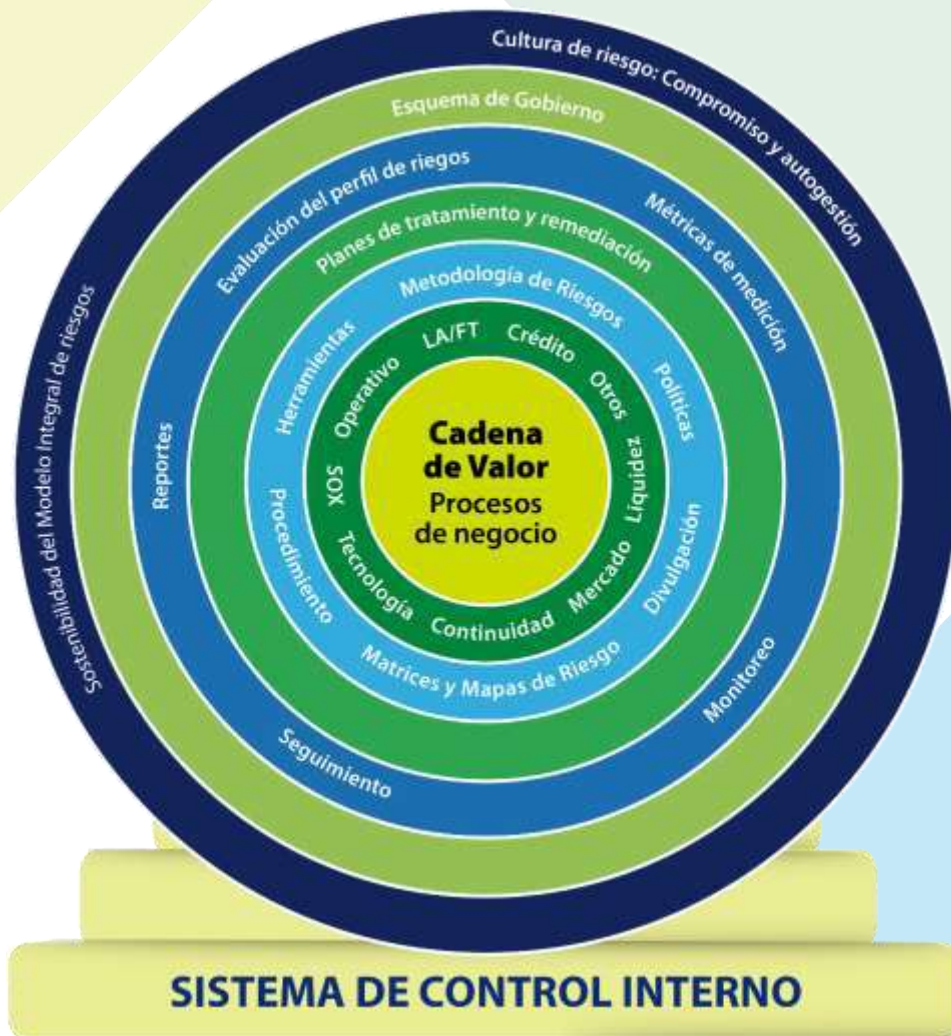 Cultura de riesgo: Compromiso y autogestión
Sostenibilidad del Modelo Integral de riesgos
Esquema de Gobierno
Evaluación del perfil de riegos
Métricas de medición
Monitoreo
Seguimiento
Reportes
Planes de tratamiento y remediación
Metodología de Riesgos
Políticas
Divulgación
Matrices y Mapas de Riesgo
Procedimiento
Herramientas
LA/FT
Crédito
Otros
Líquidez
Mercado
Continuidad
Tecnología
SOX
Operativo
Cadena
de Valor
Procesos
de negocio
SISTEMA DE CONTROL INTERNO